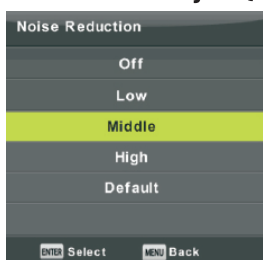 Noise Reduction
Off
Low
Middle
High
Default
ENTER Select MENU Back